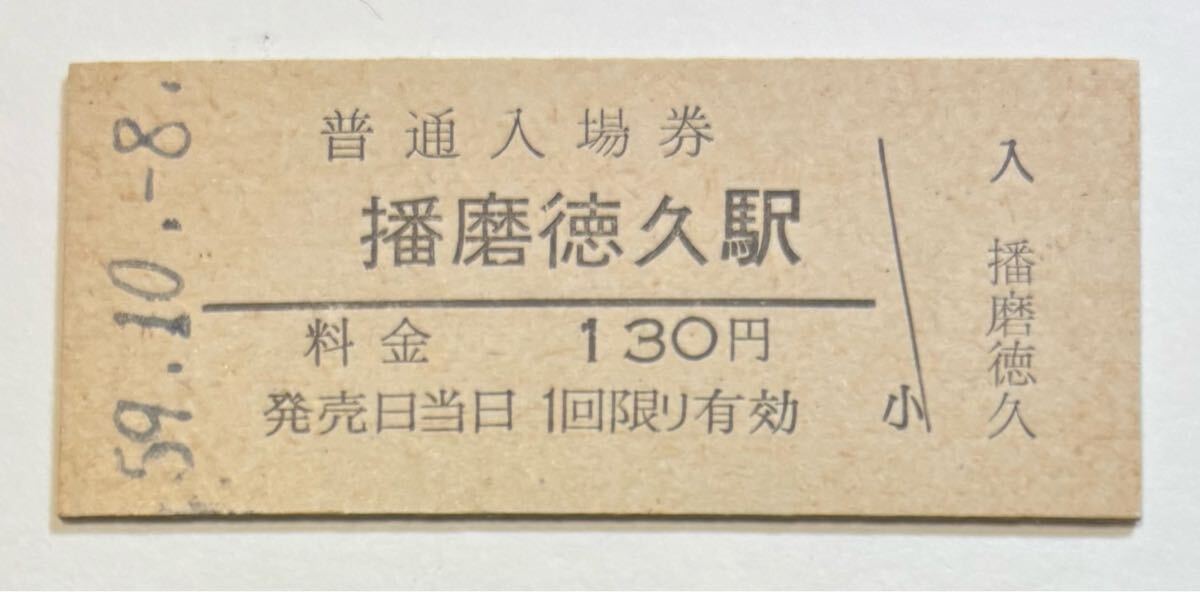 59.10.-8.
普通入場券
播磨徳久駅
料金 130円
発売日当日1回限り有効
小
入
播磨徳久